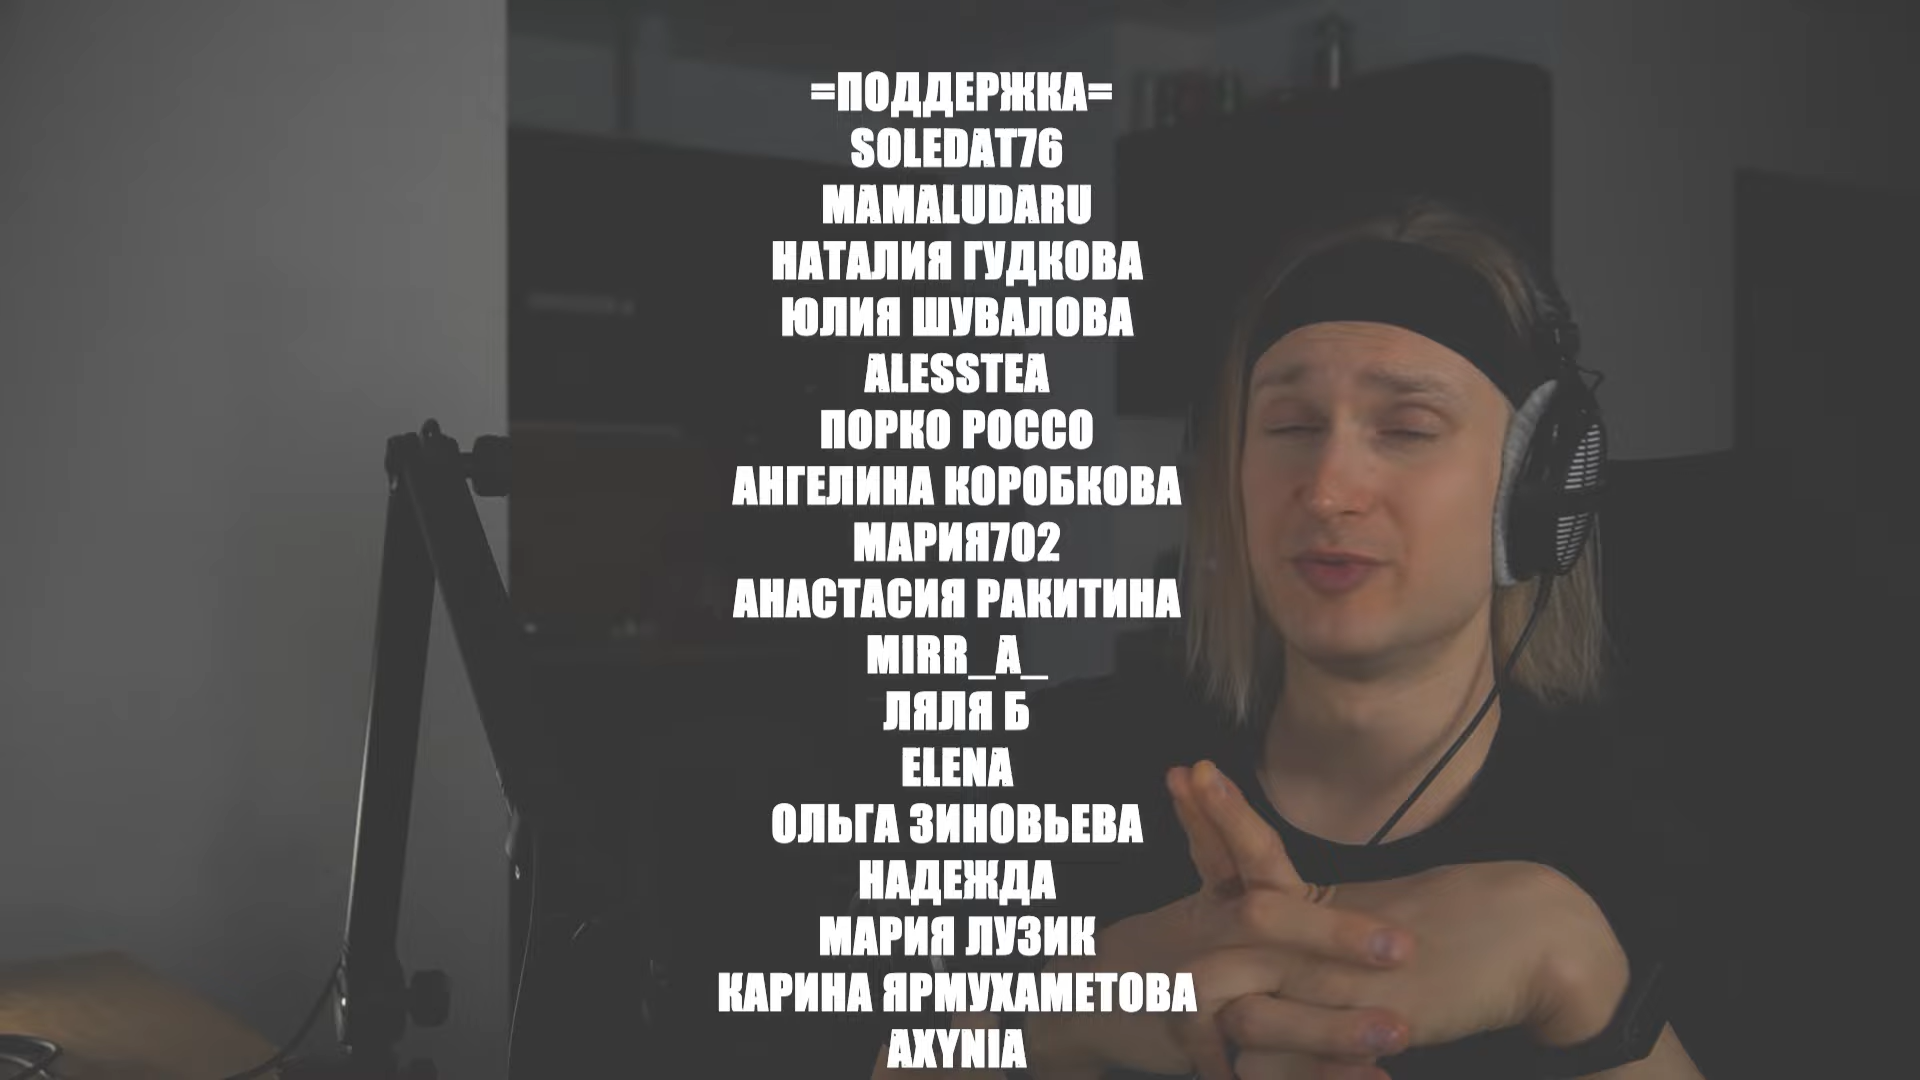 =ПОДДЕРЖКА=
SOLEDAT76
MAMALUDARU
НАТАЛИЯ ГУДКОВА
ЮЛИЯ ШУВАЛОВА
ALESSTEA
ПОРКО РОССО
АНГЕЛИНА КОРОБКОВА
МАРИЯ702
АНАСТАСИЯ РАКИТИНА
MIRR_A_
ЛЯЛЯ Б
ELENA
ОЛЬГА ЗИНОВЬЕВА
НАДЕЖДА
МАРИЯ ЛУЗИК
КАРИНА ЯРМУХАМЕТОВА
AXYNIA